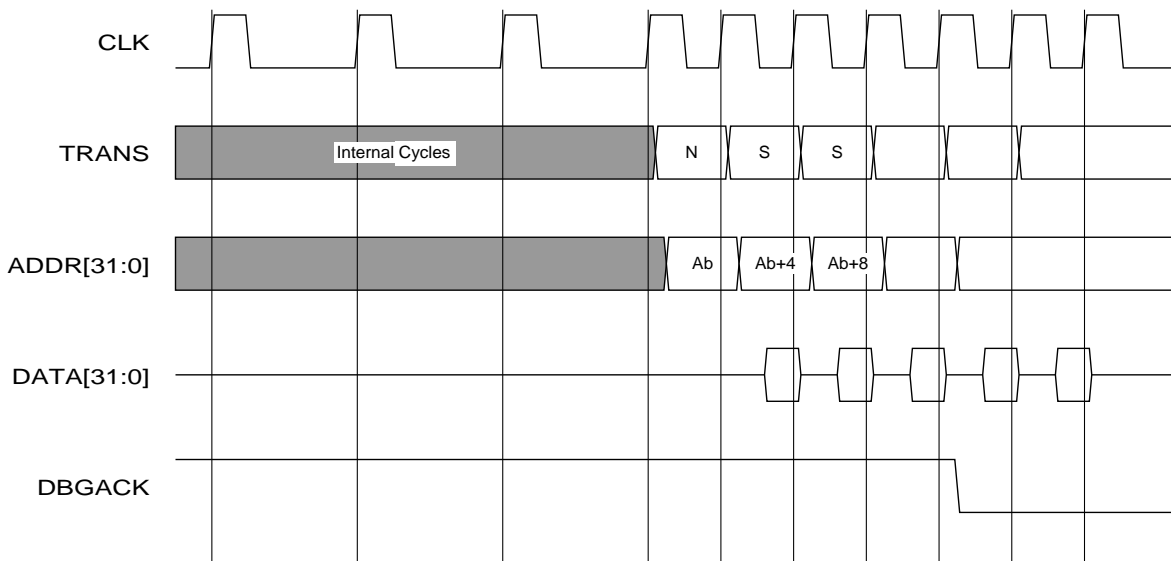 CLK
TRANS
Internal Cycles
N
S
S
ADDR[31:0]
Ab
Ab+4
Ab+8
DATA[31:0]
DBGACK